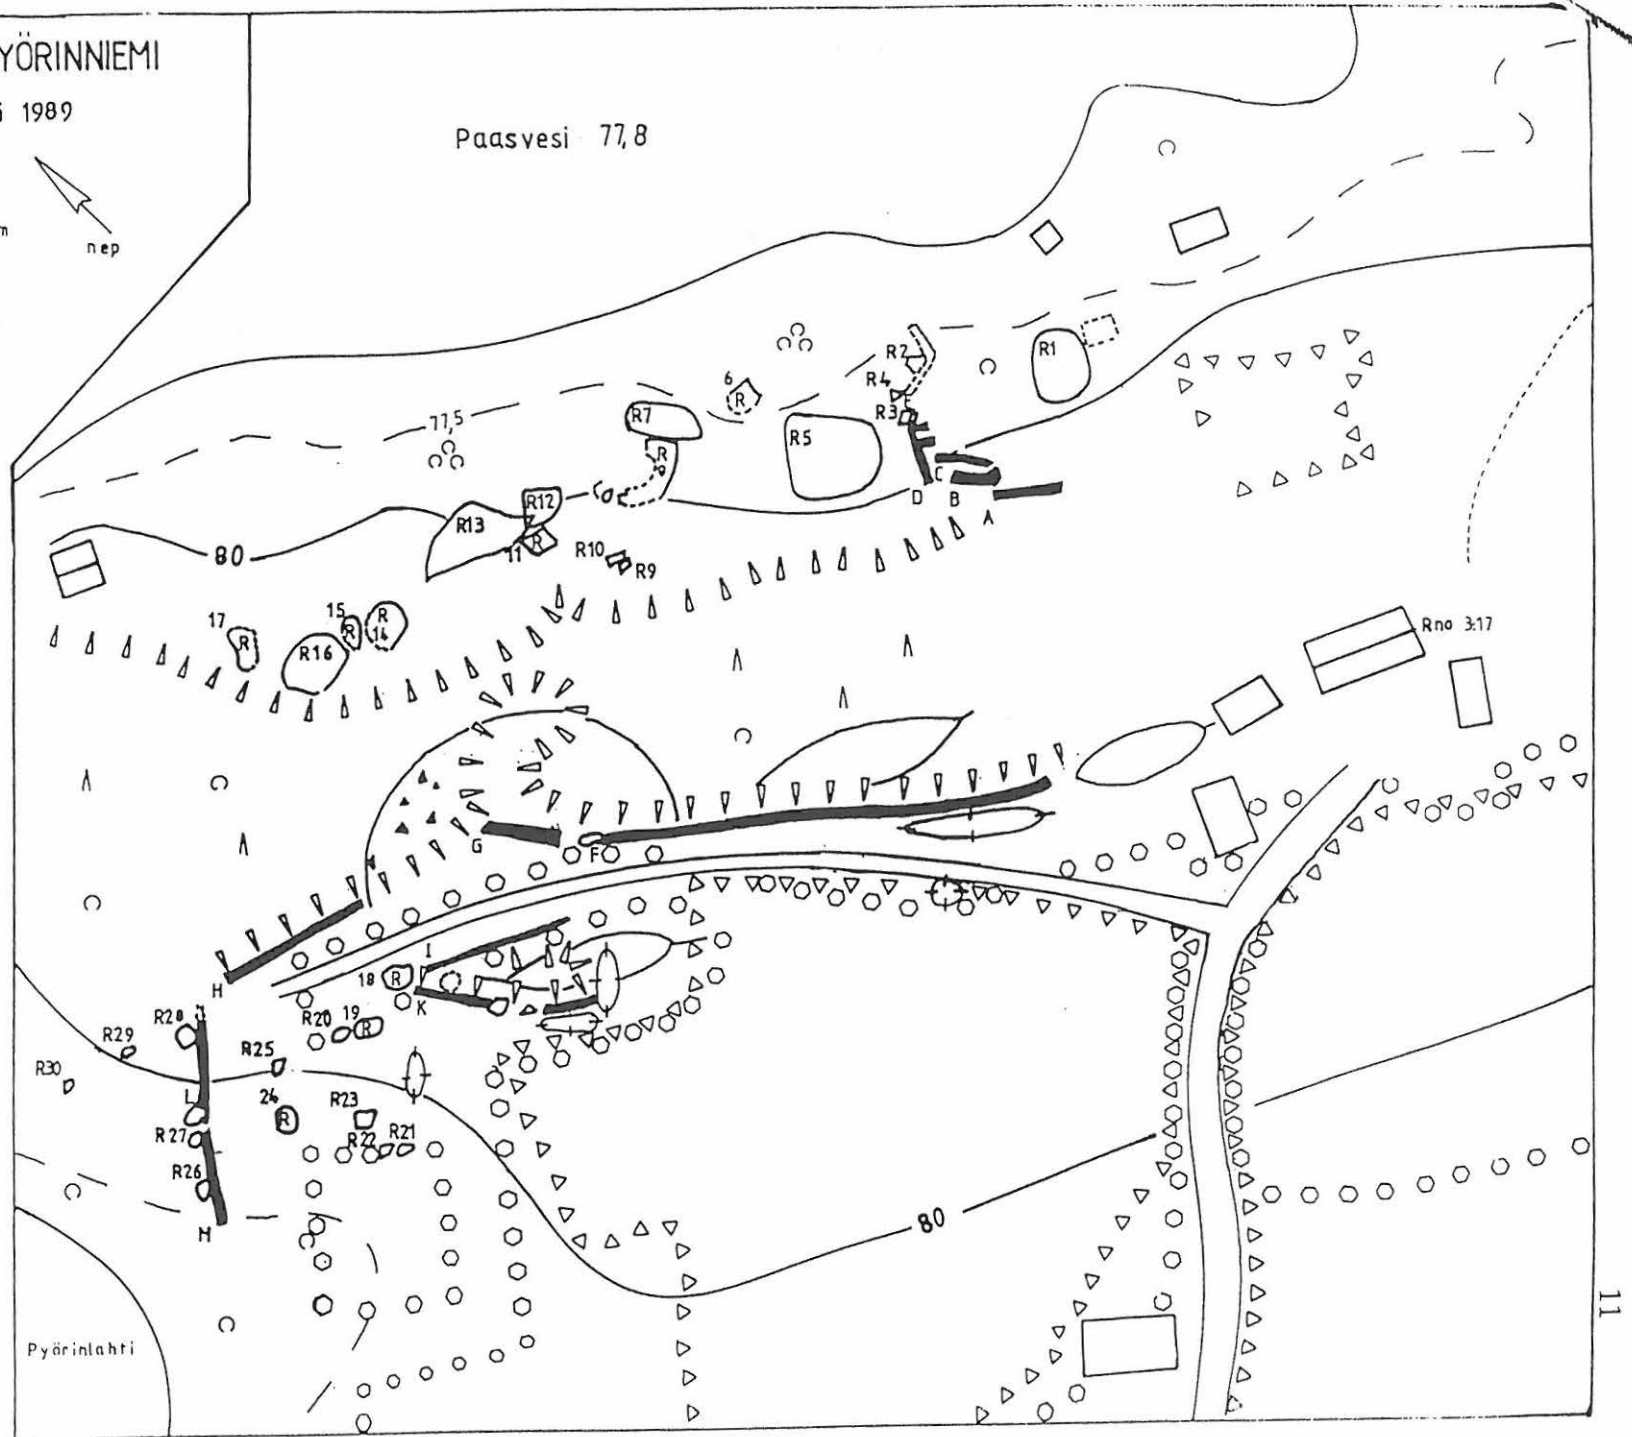 YÖRINNIEMI
1989
nep
Paasvesi 77,8
R1
R2
R4
R3
6
R
R7
R5
77,5
R
R12
R13
C
D
B
A
80
11
R
R10
R9
17
R
15
R
R
14
R16
Rno 3:17
G
F
H
I
18
R
K
R20
19
R
R28
R29
R25
R30
24
R
R23
L
R27
R22
R21
R26
M
80
11
Pyörinlahti